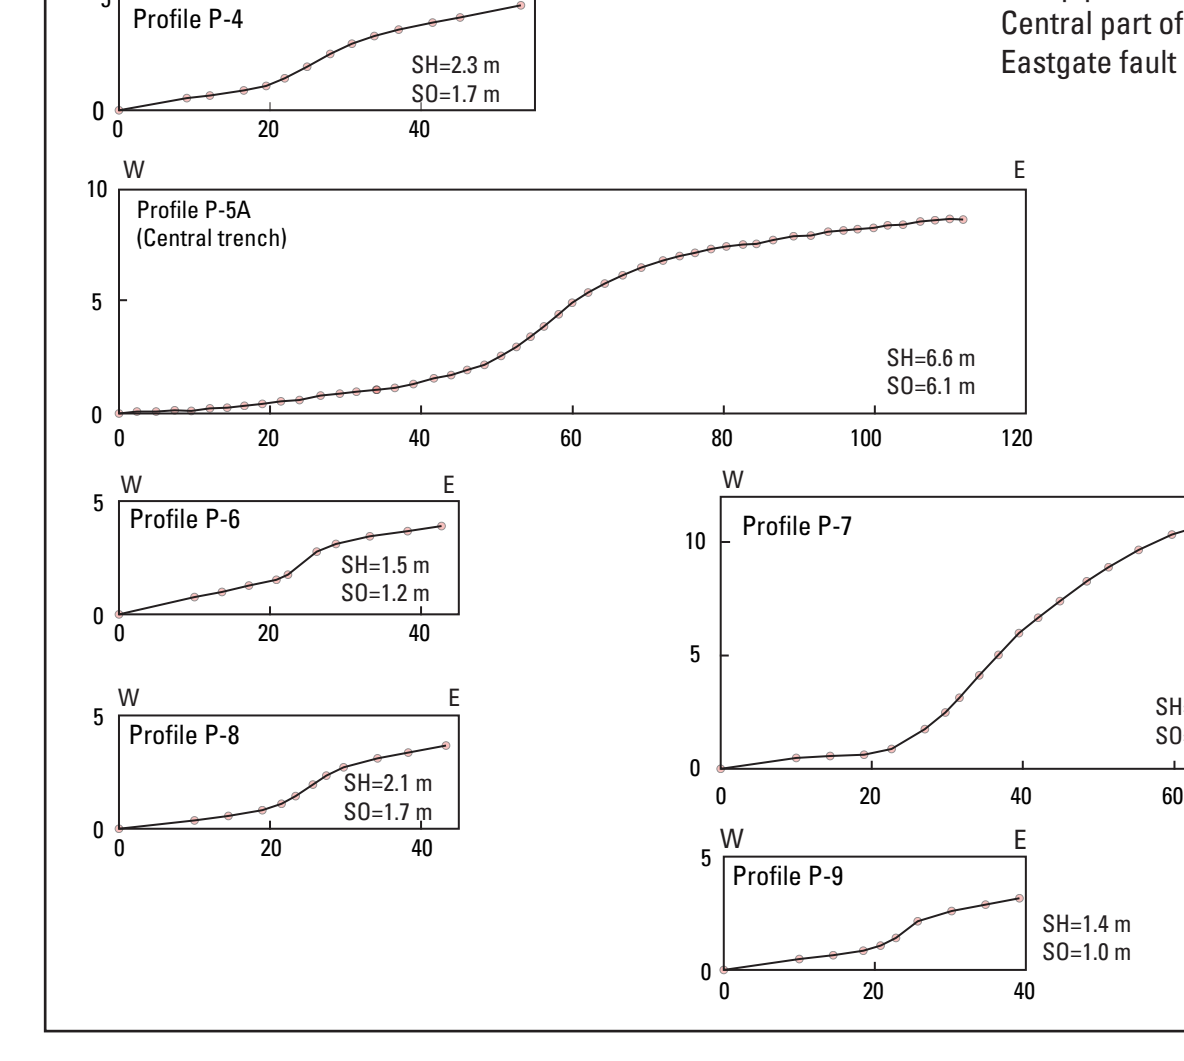 5
Profile P-4
Central part of
Eastgate fault
SH=2.3 m
SO=1.7 m
0
0 20 40
W E
10
Profile P-5A
(Central trench)
5
SH=6.6 m
SO=6.1 m
0
0 20 40 60 80 100 120
W E
5
Profile P-6
SH=1.5 m
SO=1.2 m
0
0 20 40
W
Profile P-7
10
5
SH=
SO=
0
0 20 40 60
W E
5
Profile P-8
SH=2.1 m
SO=1.7 m
0
0 20 40
W E
5
Profile P-9
SH=1.4 m
SO=1.0 m
0
0 20 40